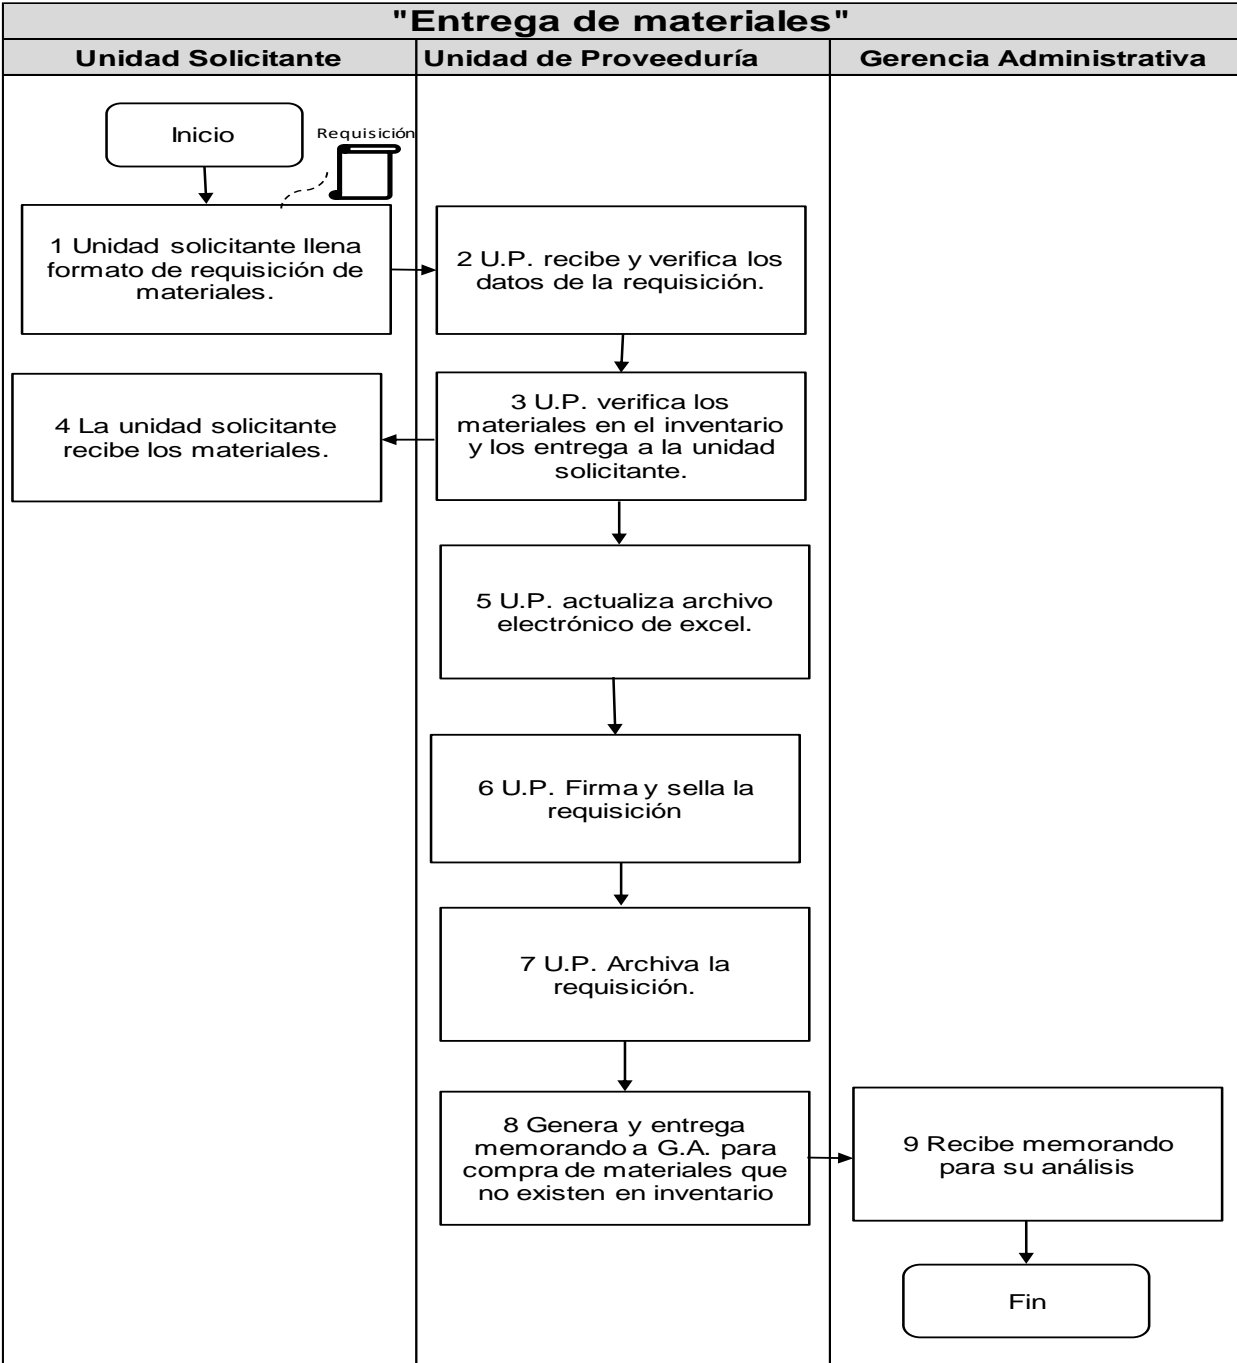 "Entrega de materiales"
Unidad Solicitante
Unidad de Proveeduría
Gerencia Administrativa
Inicio
Requisición
1 Unidad solicitante llena
formato de requisición de
materiales.
2 U.P. recibe y verifica los
datos de la requisición.
3 U.P. verifica los
materiales en el inventario
y los entrega a la unidad
solicitante.
4 La unidad solicitante
recibe los materiales.
5 U.P. actualiza archivo
electrónico de excel.
6 U.P. Firma y sella la
requisición
7 U.P. Archiva la
requisición.
8 Genera y entrega
memorando a G.A. para
compra de materiales que
no existen en inventario
9 Recibe memorando
para su análisis
Fin